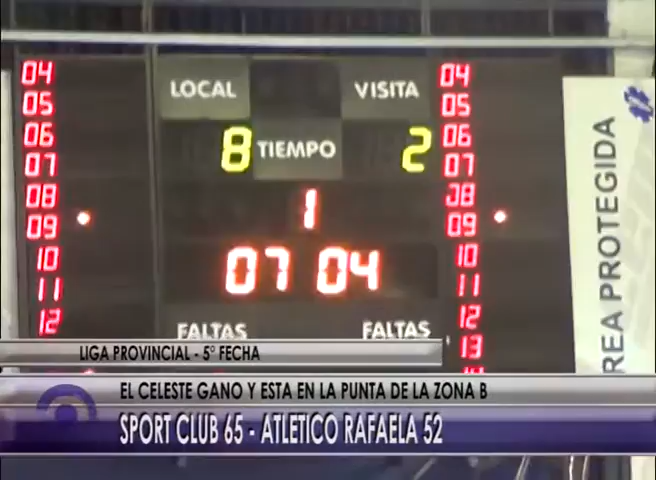 04 04
LOCAL VISITA
05 05
06 06
8 TIEMPO 2
07 07
08 08
1
09 09
10 10
07 04
11 11
12 12
FALTAS FALTAS
13
REA PROTEGIDA
LIGA PROVINCIAL - 5° FECHA
EL CELESTE GANO Y ESTA EN LA PUNTA DE LA ZONA B
SPORT CLUB 65 - ATLETICO RAFAELA 52